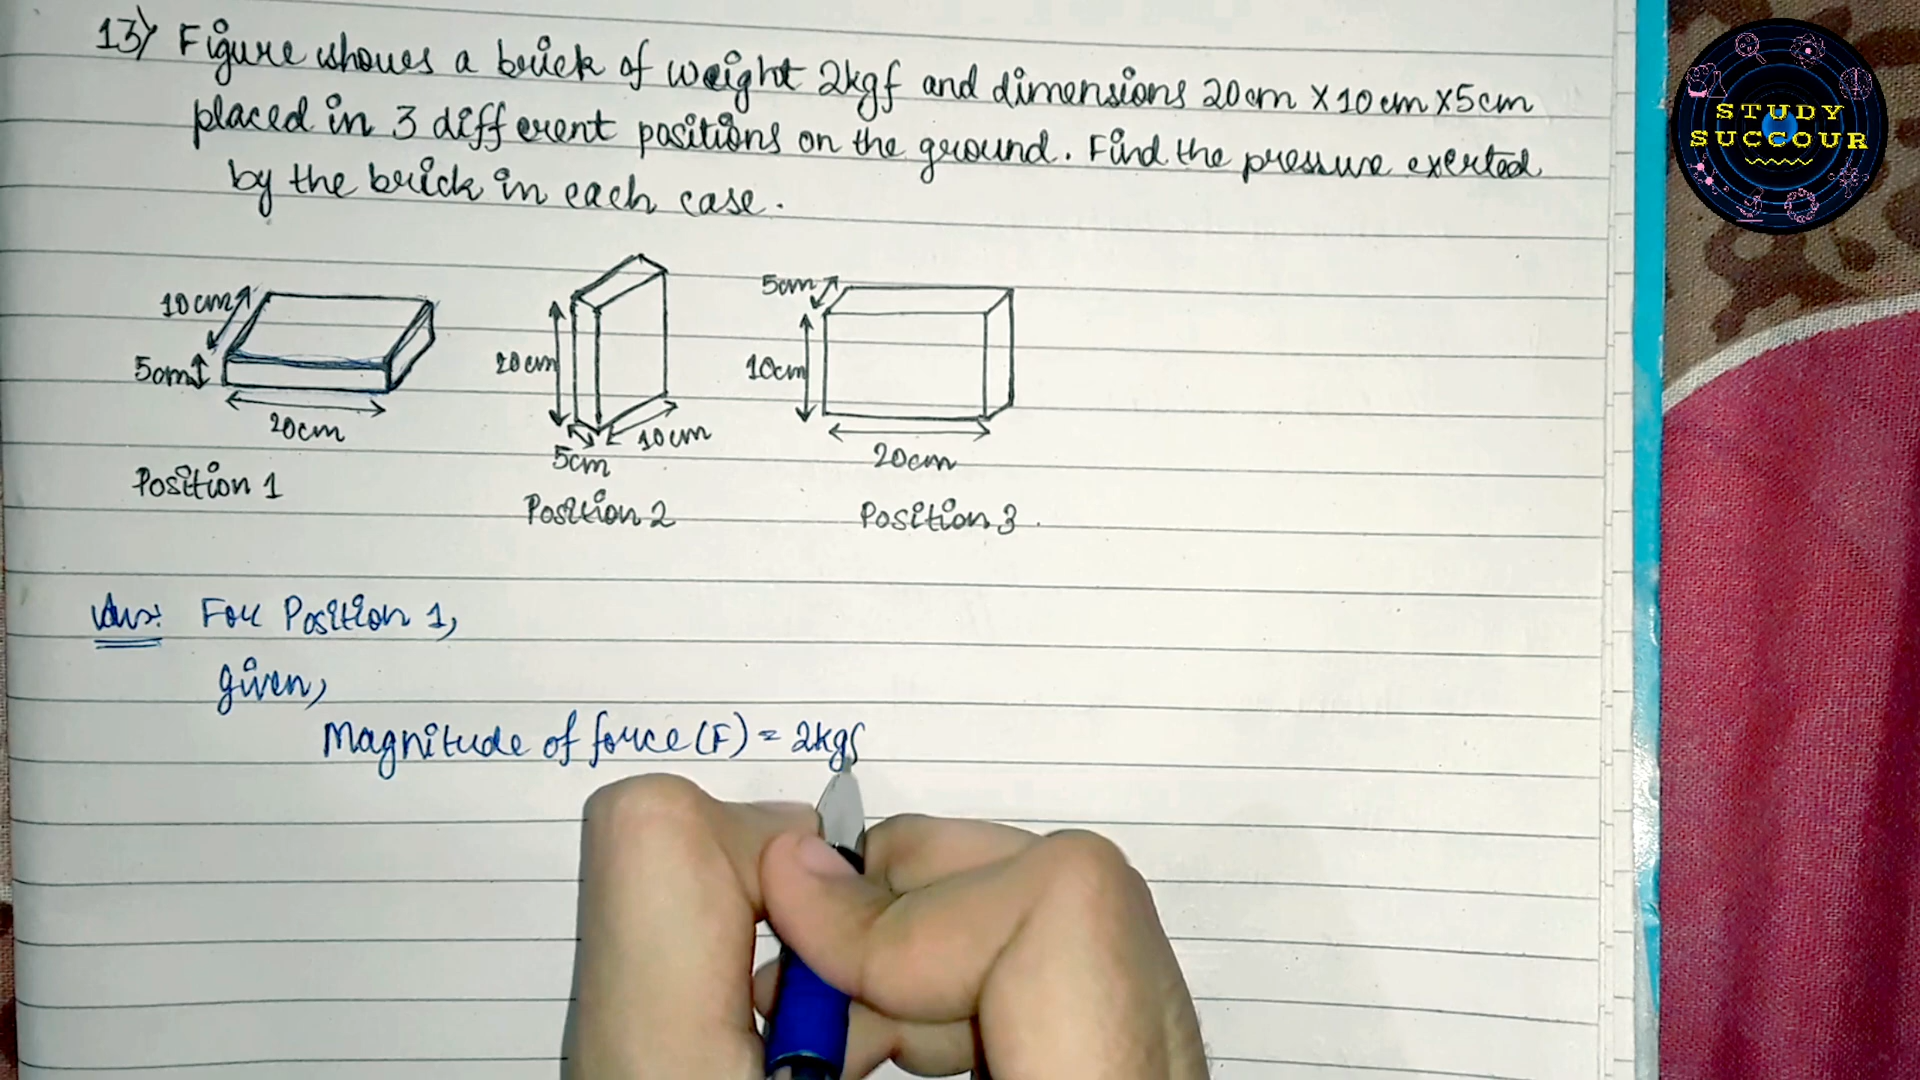 13) Figure shows a brick of weight 2kgf and dimensions 20cm X 10cm X 5cm
placed in 3 different positions on the ground. Find the pressure exerted
by the brick in each case.
10cm
5cm
20cm
Position 1
20cm
5cm
10cm
Position 2
5cm
10cm
20cm
Position 3.
Ans: For Position 1,
given,
Magnitude of force (F) = 2kgf
STUDY
SUCCOUR